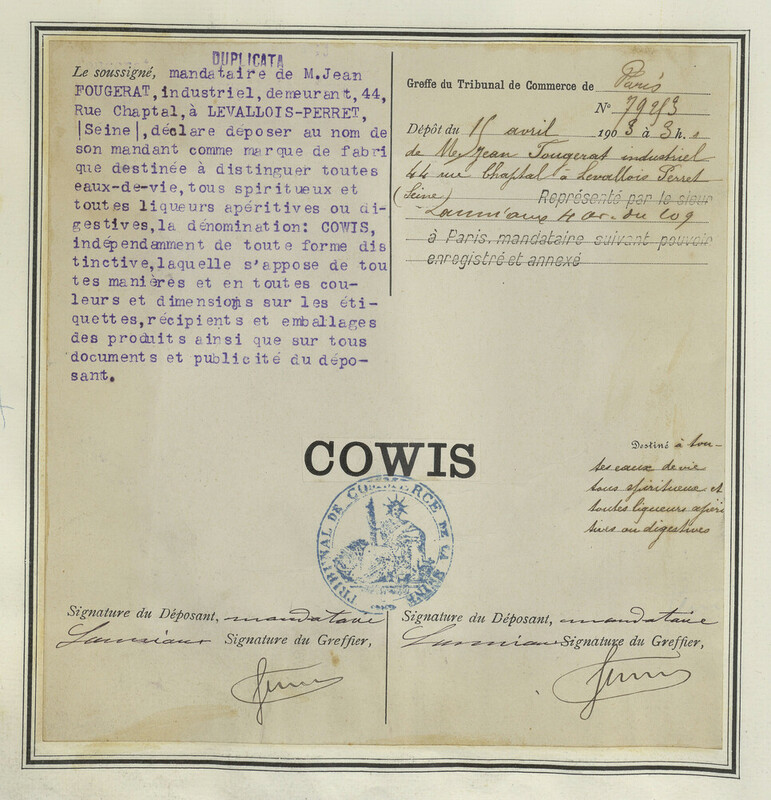 DUPLICATA
Le soussigné, mandataire de M.Jean
FOUGERAT, industriel, demeurant, 44,
Rue Chaptal, à LEVALLOIS-PERRET,
|Seine|, déclare déposer au nom de
son mandant comme marque de fabri
que destinée à distinguer toutes
eaux-de-vie, tous spiritueux et
toutes liqueurs apéritives ou di-
gestives, la dénomination: COWIS,
indépendamment de toute forme dis
tinctive, laquelle s'appose de tou
tes manières et en toutes cou-
leurs et dimensions sur les éti-
quettes, récipients et emballages
des produits ainsi que sur tous
documents et publicité du dépo-
sant.
Greffe du Tribunal de Commerce de Paris
N°
Dépôt du 15 avril 1903 à 3h.
de M. Jean Fougerat industriel
44 rue Chaptal à Levallois Perret
(Seine) Représenté par le sieur
à Paris, mandataire suivant pouvoir
enregistré et annexé
COWIS
Destiné à tou-
tes eaux de vie
tous spiritueux et
toutes liqueurs apéri
tives ou digestives
TRIBUNAL DE COMMERCE DE LA SEINE
Signature du Déposant, mandataire
Signature du Greffier,
Signature du Déposant, mandataire
Signature du Greffier,